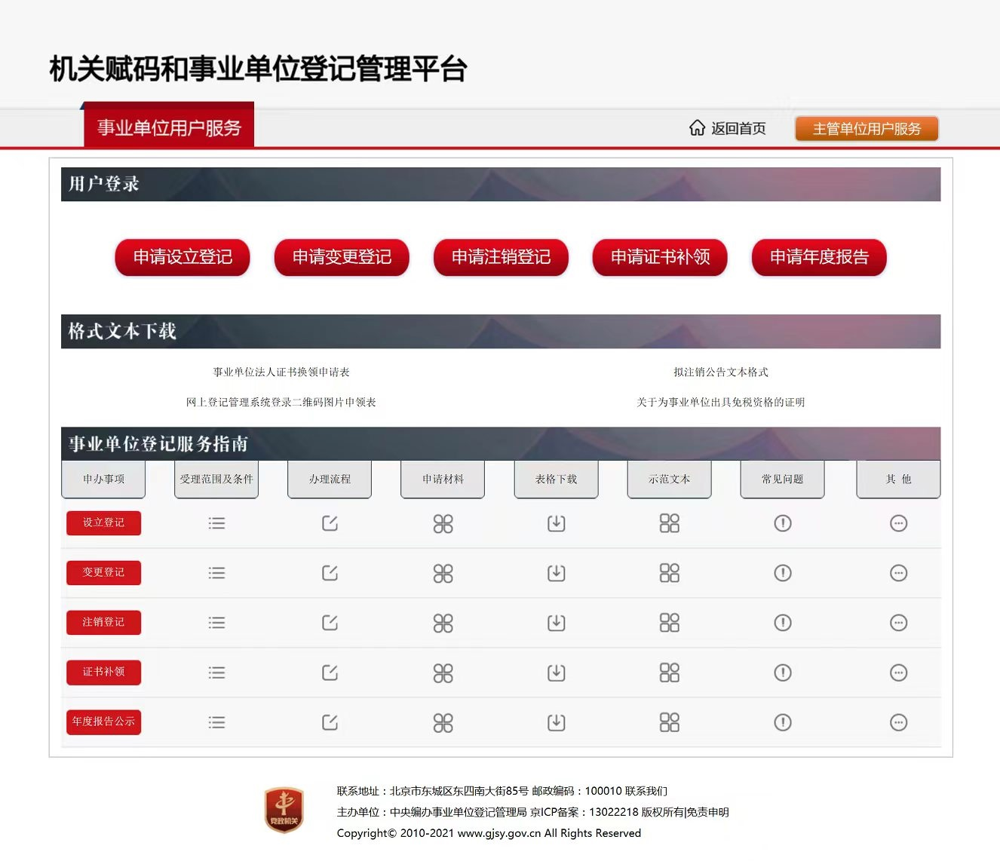 机关赋码和事业单位登记管理平台
事业单位用户服务
返回首页
主管单位用户服务
用户登录
申请设立登记 申请变更登记 申请注销登记 申请证书补领 申请年度报告
格式文本下载
事业单位法人证书换领申请表 拟注销公告文本格式
网上登记管理系统登录二维码图片申领表 关于为事业单位出具免税资格的证明
事业单位登记服务指南
申办事项 受理范围及条件 办理流程 申请材料 表格下载 示范文本 常见问题 其 他
设立登记
变更登记
注销登记
证书补领
年度报告公示
党政机关
联系地址：北京市东城区东四南大街85号 邮政编码：100010 联系我们
主办单位：中央编办事业单位登记管理局 京ICP备案：13022218 版权所有|免责申明
Copyright© 2010-2021 www.gjsy.gov.cn All Rights Reserved